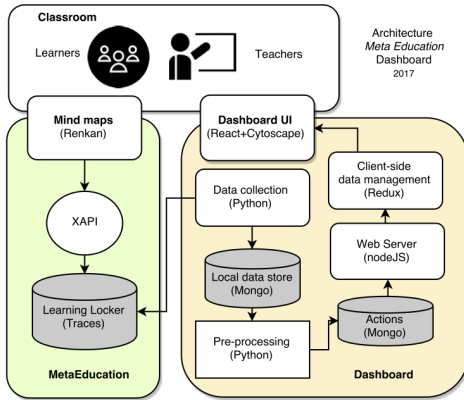 Classroom
Learners
Teachers
Architecture
Meta Education
Dashboard
2017
Mind maps
(Renkan)
Dashboard UI
(React+Cytoscape)
XAPI
Learning Locker
(Traces)
MetaEducation
Data collection
(Python)
Local data store
(Mongo)
Pre-processing
(Python)
Client-side
data management
(Redux)
Web Server
(nodeJS)
Actions
(Mongo)
Dashboard